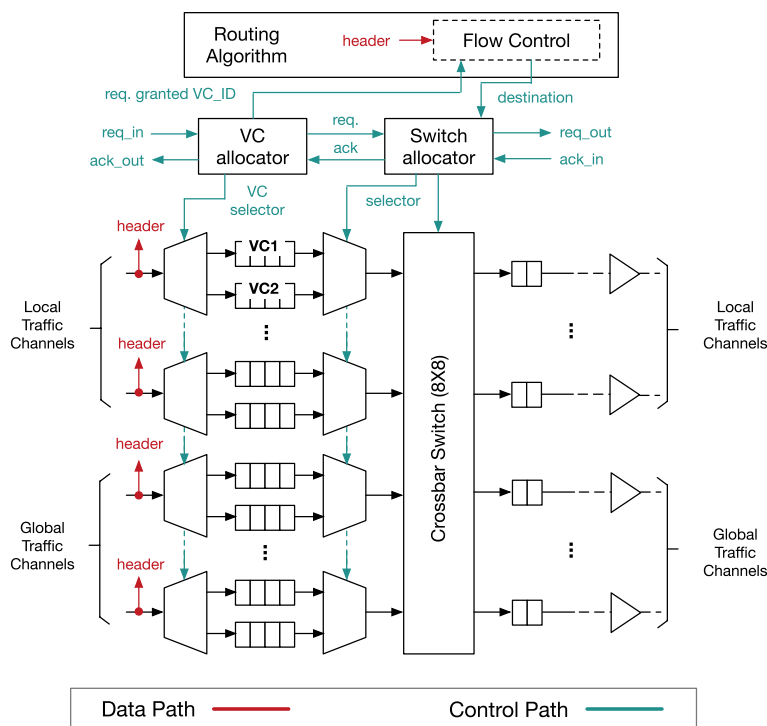 Routing
Algorithm
header
Flow Control
req. granted VC_ID
destination
req_in
ack_out
VC
allocator
req.
ack
Switch
allocator
req_out
ack_in
VC
selector
selector
header
VC1
VC2
...
Local
Traffic
Channels
header
header
Global
Traffic
Channels
...
header
Crossbar Switch (8X8)
...
Local
Traffic
Channels
...
Global
Traffic
Channels
Data Path
Control Path